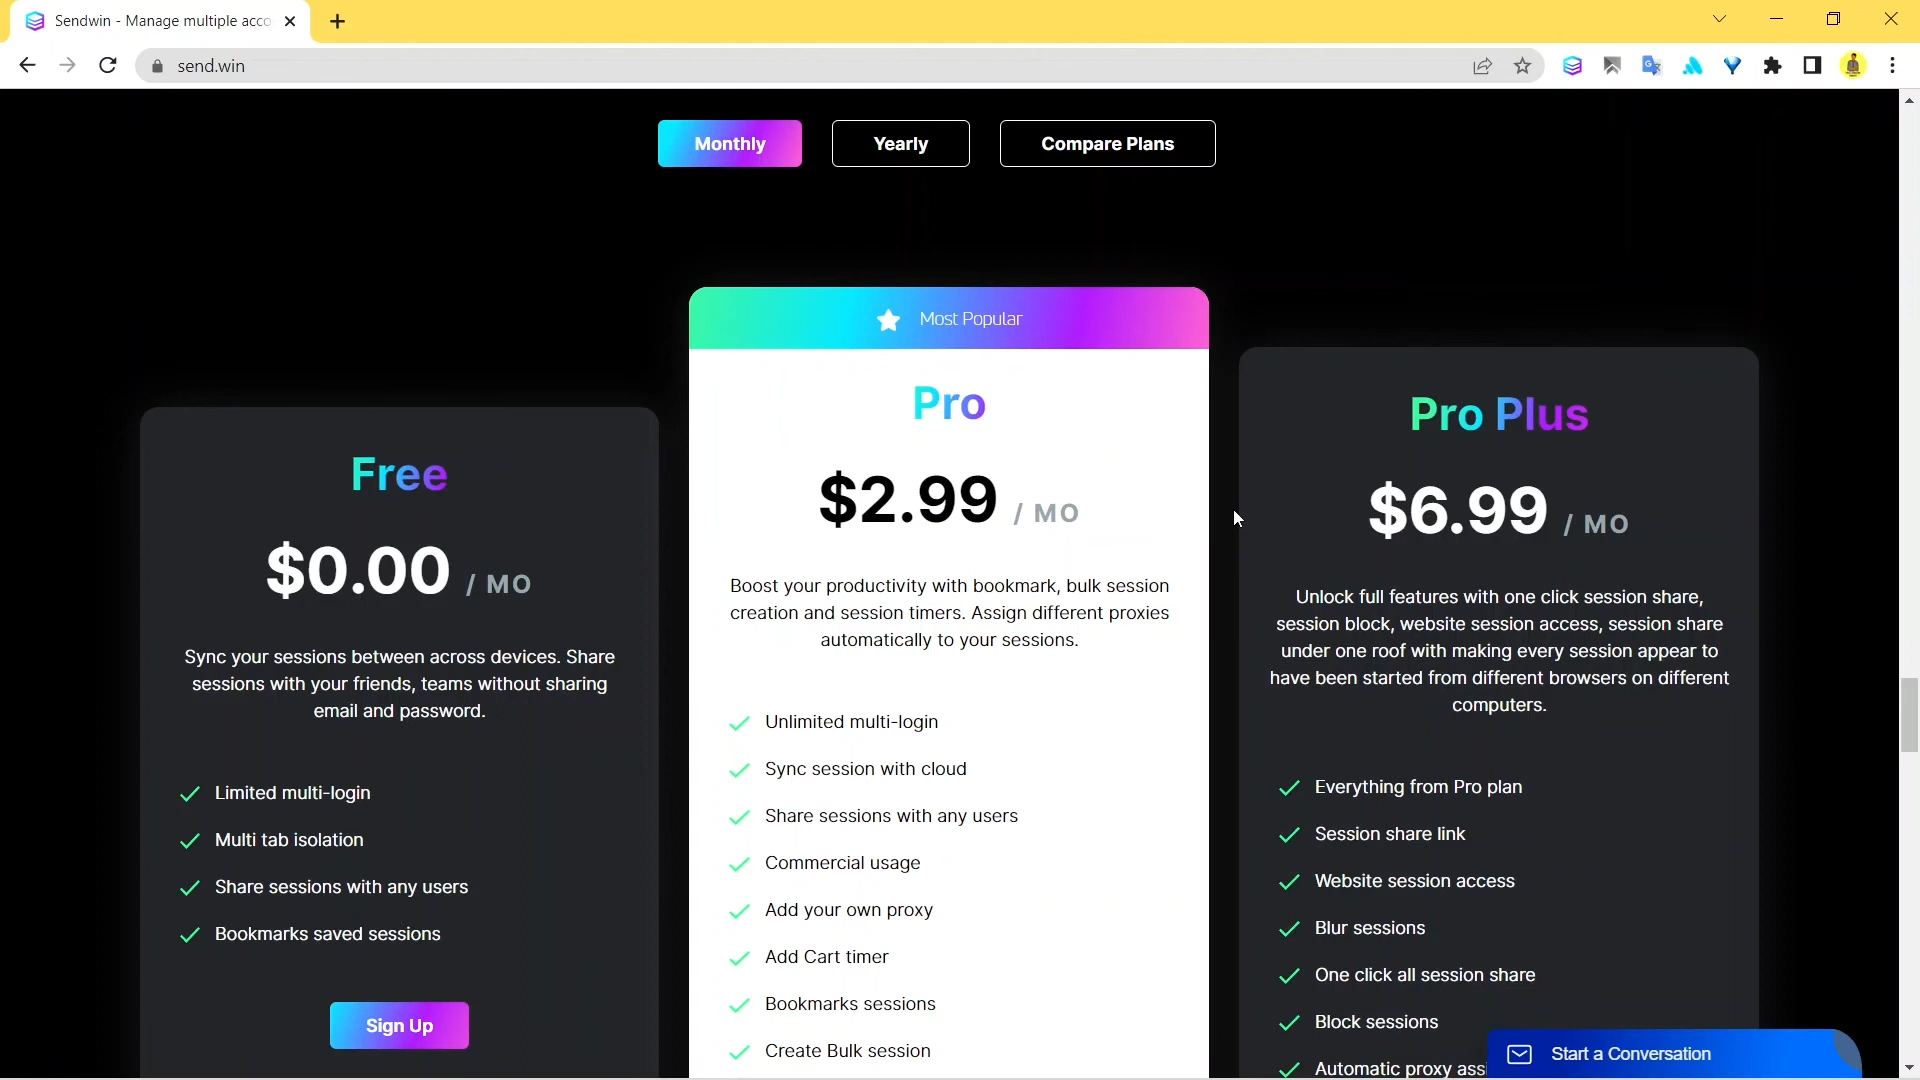 Sendwin - Manage multiple acco
send.win
Monthly
Yearly
Compare Plans
Most Popular
Free
$0.00 / MO
Sync your sessions between across devices. Share
sessions with your friends, teams without sharing
email and password.
Limited multi-login
Multi tab isolation
Share sessions with any users
Bookmarks saved sessions
Sign Up
Pro
$2.99 / MO
Boost your productivity with bookmark, bulk session
creation and session timers. Assign different proxies
automatically to your sessions.
Unlimited multi-login
Sync session with cloud
Share sessions with any users
Commercial usage
Add your own proxy
Add Cart timer
Bookmarks sessions
Create Bulk session
Pro Plus
$6.99 / MO
Unlock full features with one click session share,
session block, website session access, session share
under one roof with making every session appear to
have been started from different browsers on different
computers.
Everything from Pro plan
Session share link
Website session access
Blur sessions
One click all session share
Block sessions
Automatic proxy assi
Start a Conversation